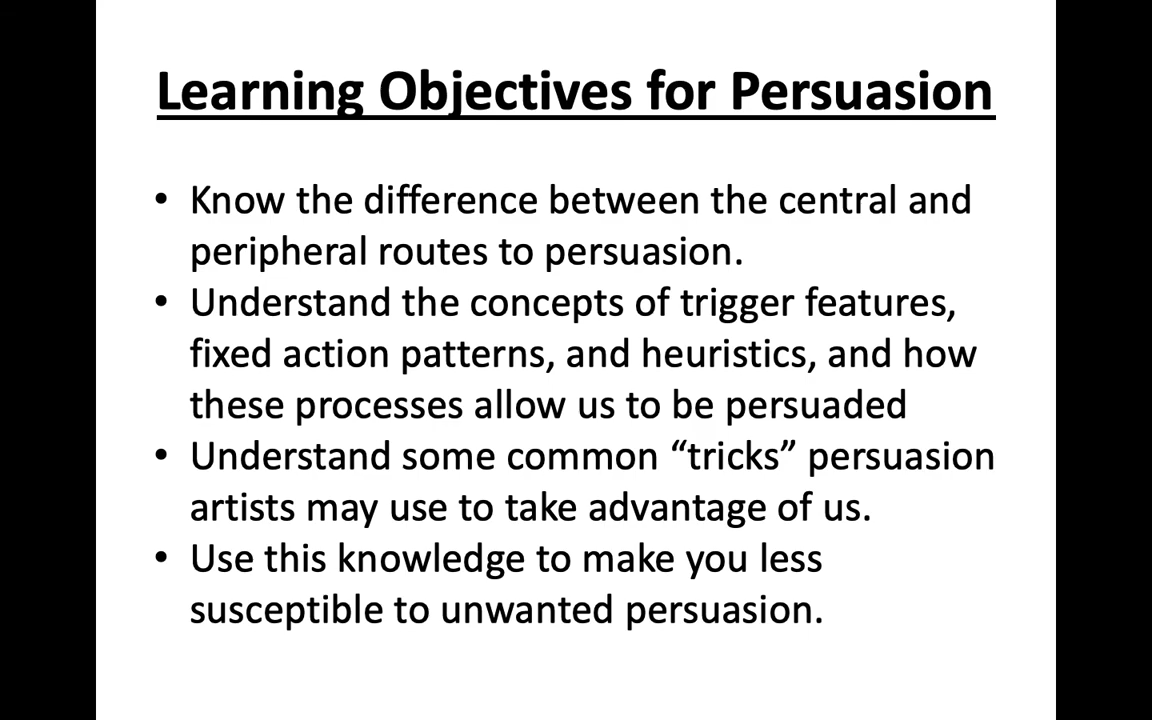 Learning Objectives for Persuasion
• Know the difference between the central and
peripheral routes to persuasion.
• Understand the concepts of trigger features,
fixed action patterns, and heuristics, and how
these processes allow us to be persuaded
• Understand some common “tricks” persuasion
artists may use to take advantage of us.
• Use this knowledge to make you less
susceptible to unwanted persuasion.